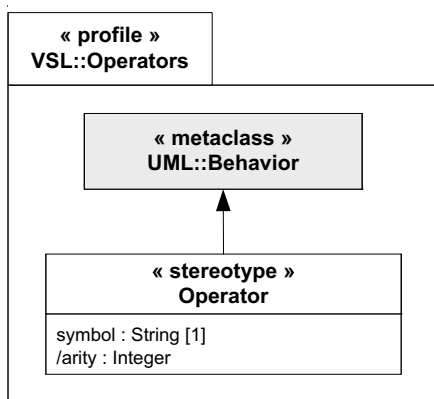 « profile »
VSL::Operators
« metaclass »
UML::Behavior
« stereotype »
Operator
symbol : String [1]
/arity : Integer